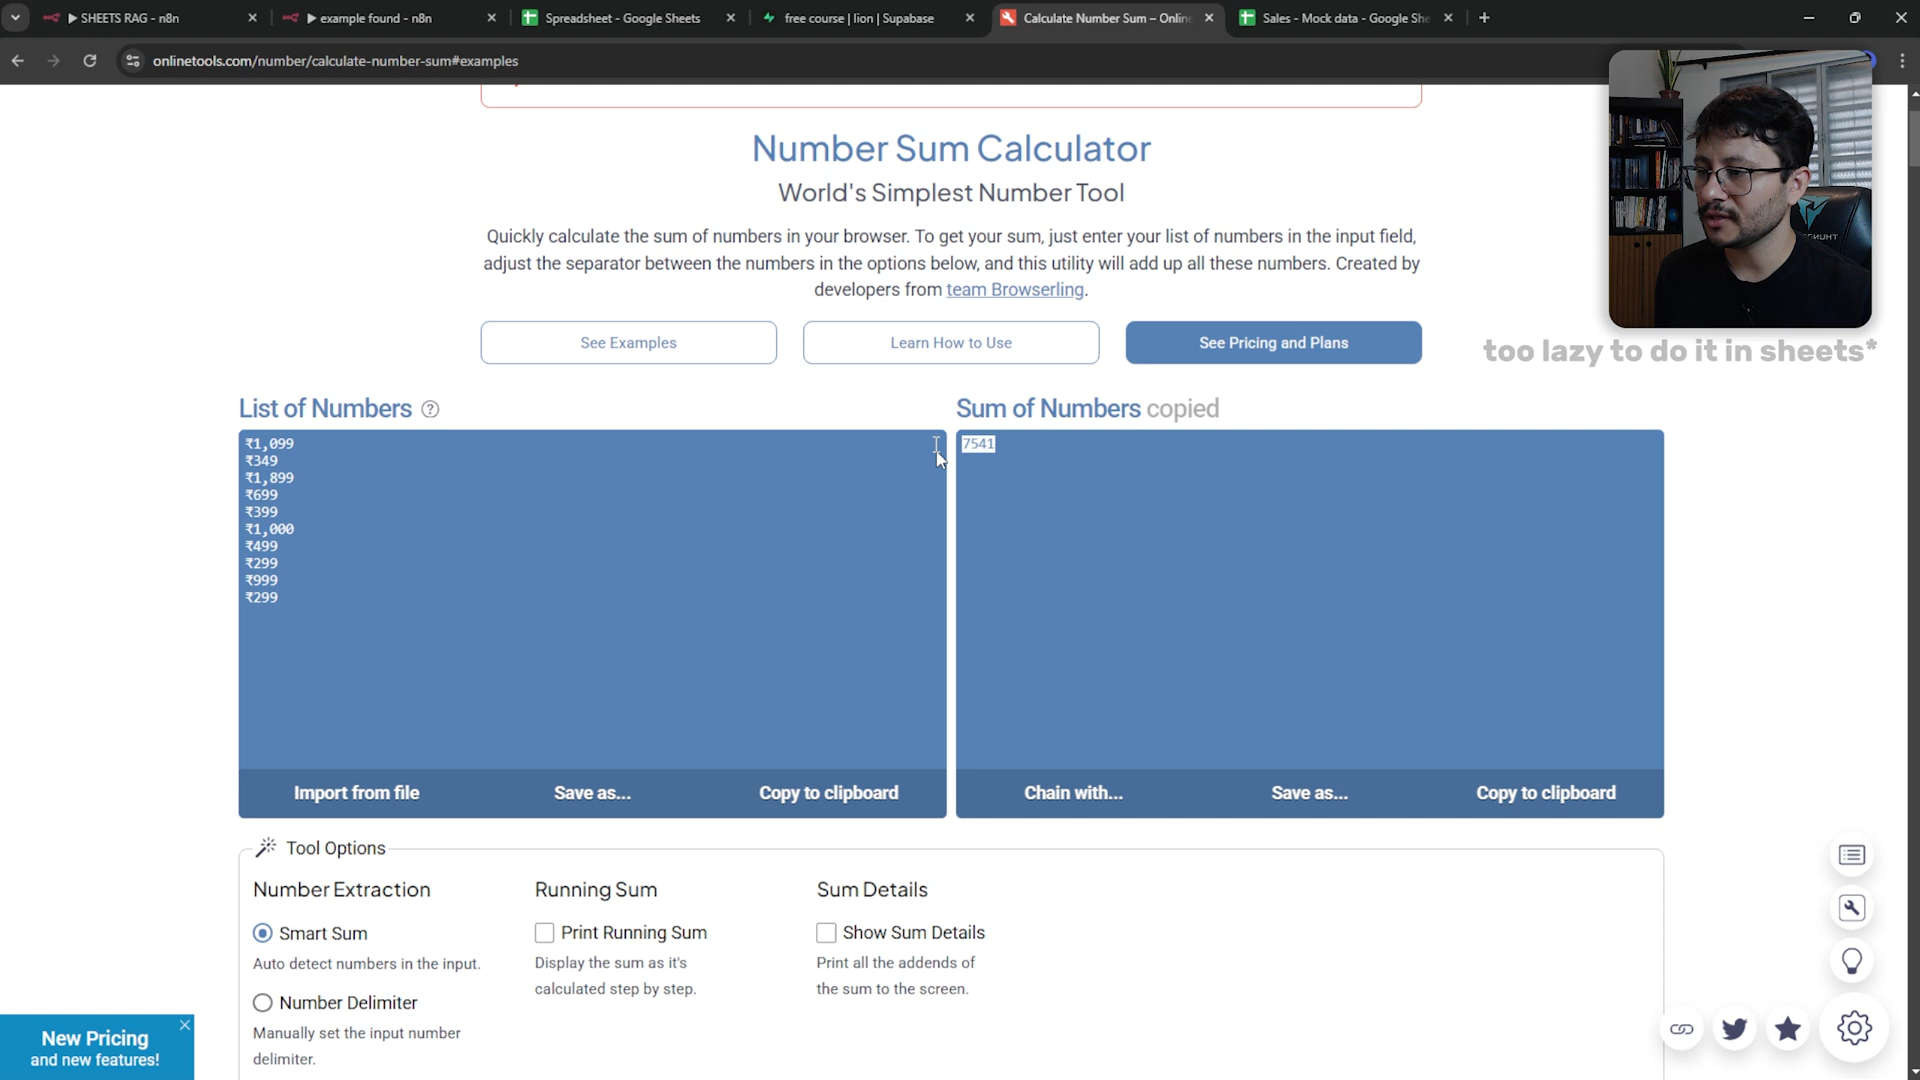 ▶ SHEETS RAG - n8n
▶ example found - n8n
Spreadsheet - Google Sheets
free course | lion | Supabase
Calculate Number Sum – Onlin
Sales - Mock data - Google She
onlinetools.com/number/calculate-number-sum#examples
Number Sum Calculator
World's Simplest Number Tool
Quickly calculate the sum of numbers in your browser. To get your sum, just enter your list of numbers in the input field,
adjust the separator between the numbers in the options below, and this utility will add up all these numbers. Created by
developers from team Browserling.
See Examples
Learn How to Use
See Pricing and Plans
too lazy to do it in sheets*
List of Numbers ?
Sum of Numbers copied
₹1,099
₹349
₹1,899
₹699
₹399
₹1,000
₹499
₹299
₹999
₹299
7541
Import from file
Save as...
Copy to clipboard
Chain with...
Save as...
Copy to clipboard
Tool Options
Number Extraction
Smart Sum
Auto detect numbers in the input.
Number Delimiter
Manually set the input number
delimiter.
Running Sum
Print Running Sum
Display the sum as it's
calculated step by step.
Sum Details
Show Sum Details
Print all the addends of
the sum to the screen.
New Pricing
and new features!